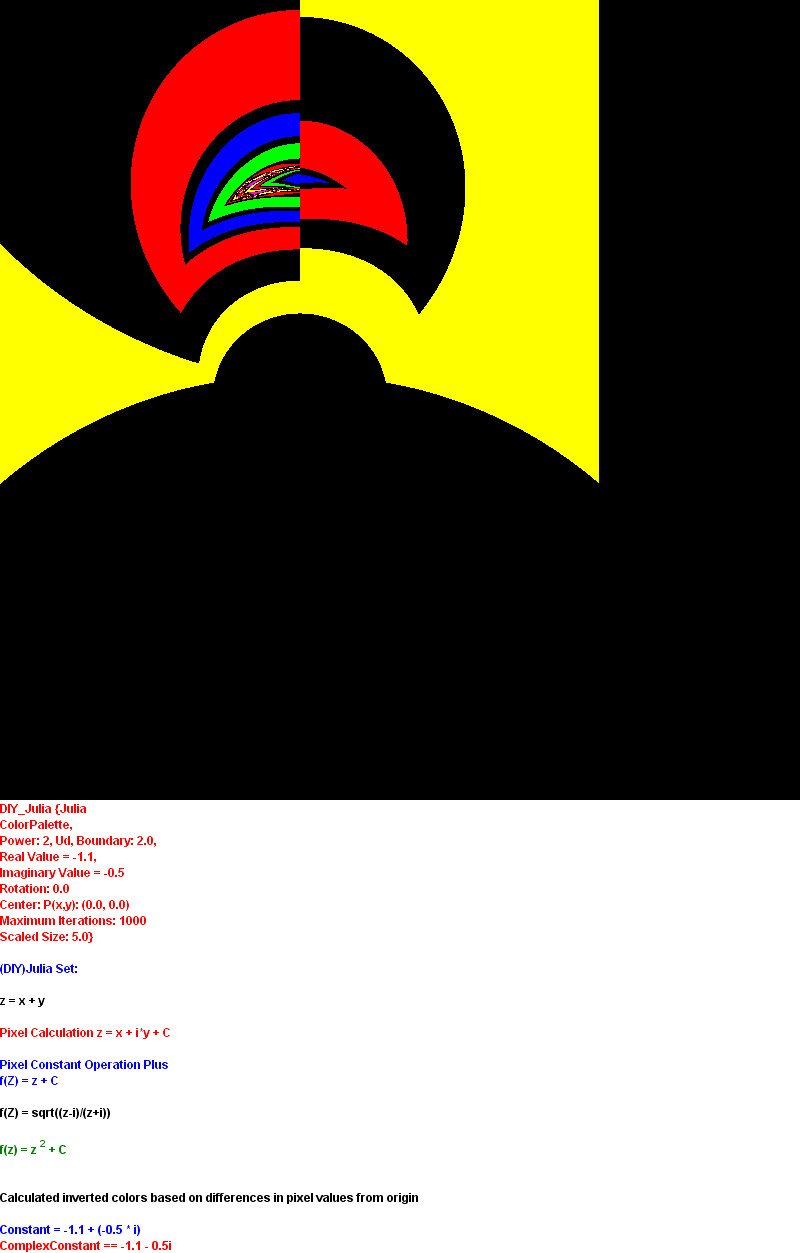 DIY_Julia {Julia
ColorPalette,
Power: 2, Ud, Boundary: 2.0,
Real Value = -1.1,
Imaginary Value = -0.5
Rotation: 0.0
Center: P(x,y): (0.0, 0.0)
Maximum Iterations: 1000
Scaled Size: 5.0}
(DIY)Julia Set:
z = x + y
Pixel Calculation z = x + i*y + C
Pixel Constant Operation Plus
f(Z) = z + C
f(Z) = sqrt((z-i)/(z+i))
f(z) = z 2 + C
Calculated inverted colors based on differences in pixel values from origin
Constant = -1.1 + (-0.5 * i)
ComplexConstant == -1.1 - 0.5i